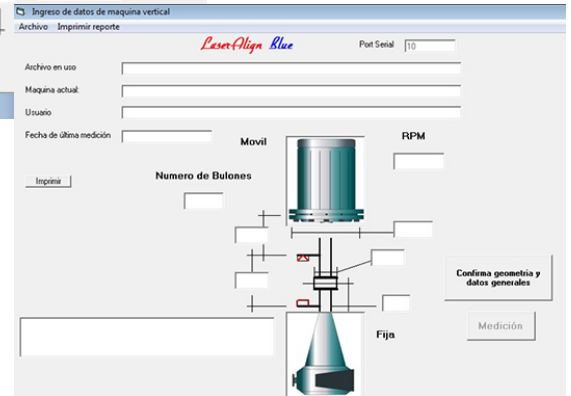 Ingreso de datos de maquina vertical
Archivo Imprimir reporte
LaserAlign Blue
Port Serial 10
Archivo en uso
Maquina actual:
Usuario
Fecha de última medición
Movil
RPM
Imprimir
Numero de Bulones
Confirma geometria y
datos generales
Medición
Fija